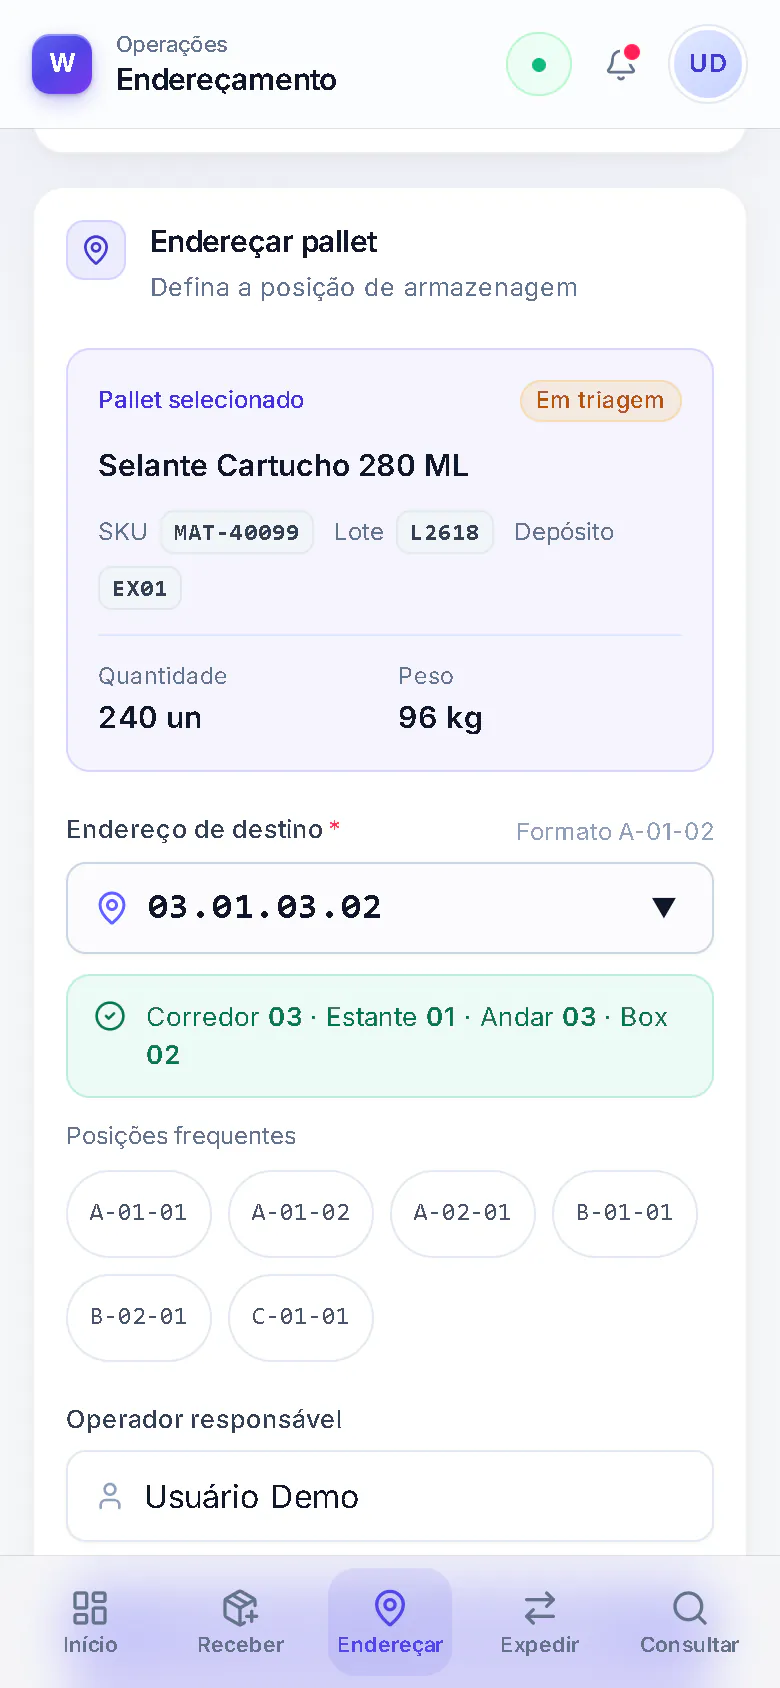 W
Operações
Endereçamento
UD
Endereçar pallet
Defina a posição de armazenagem
Pallet selecionado
Em triagem
Selante Cartucho 280 ML
SKU MAT-40099 Lote L2618 Depósito
EX01
Quantidade
Peso
240 un
96 kg
Endereço de destino *
Formato A-01-02
03.01.03.02
Corredor 03 · Estante 01 · Andar 03 · Box
02
Posições frequentes
A-01-01 A-01-02 A-02-01 B-01-01
B-02-01 C-01-01
Operador responsável
Usuário Demo
Início Receber Endereçar Expedir Consultar